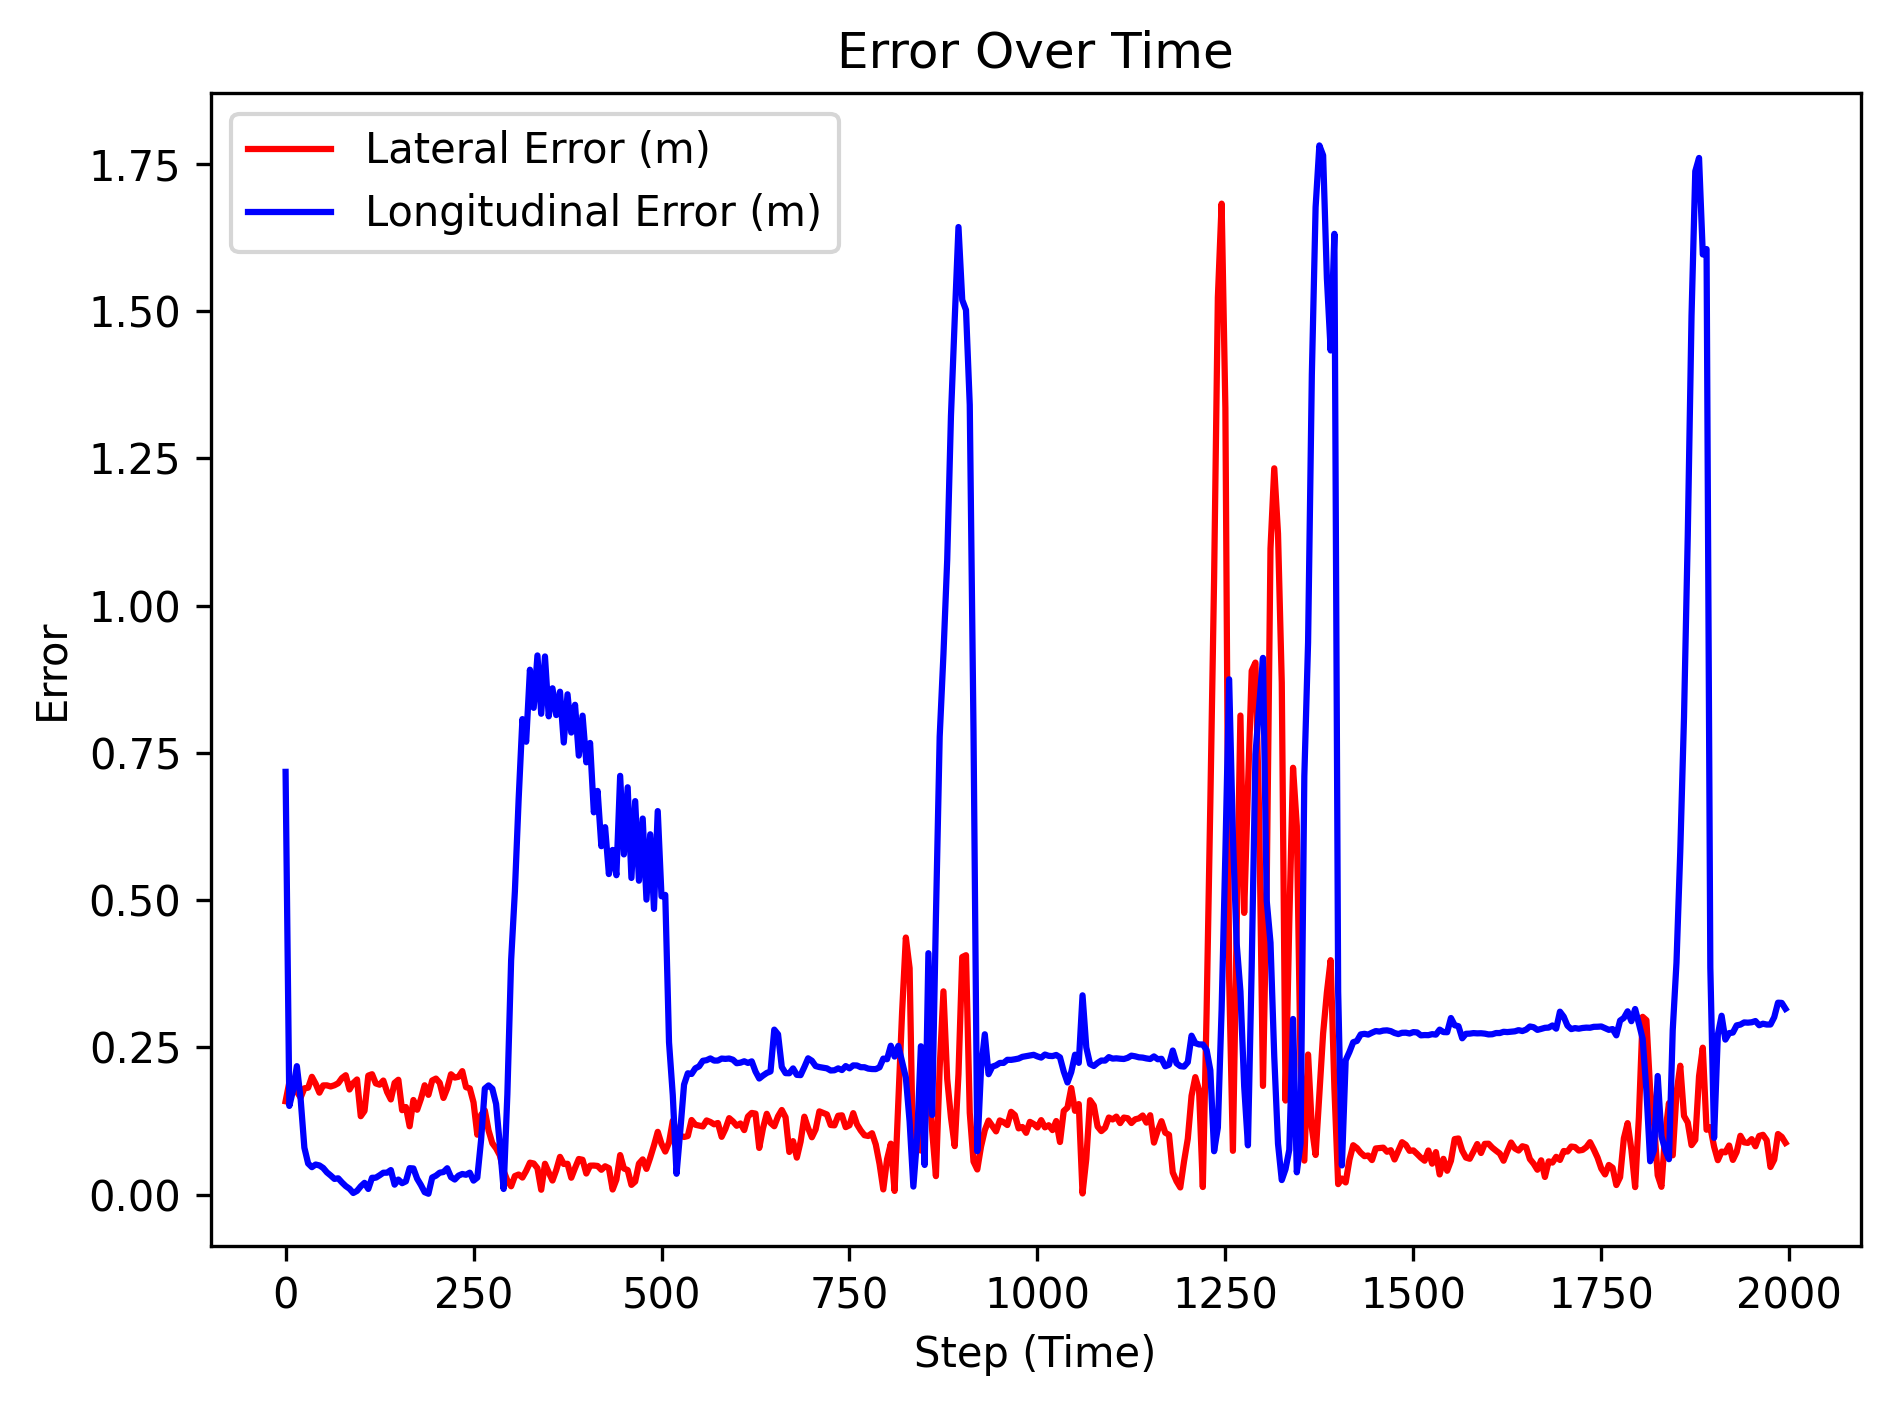 Error Over Time
Lateral Error (m)
Longitudinal Error (m)
1.75
1.50
1.25
1.00
0.75
0.50
0.25
0.00
Error
0 250 500 750 1000 1250 1500 1750 2000
Step (Time)